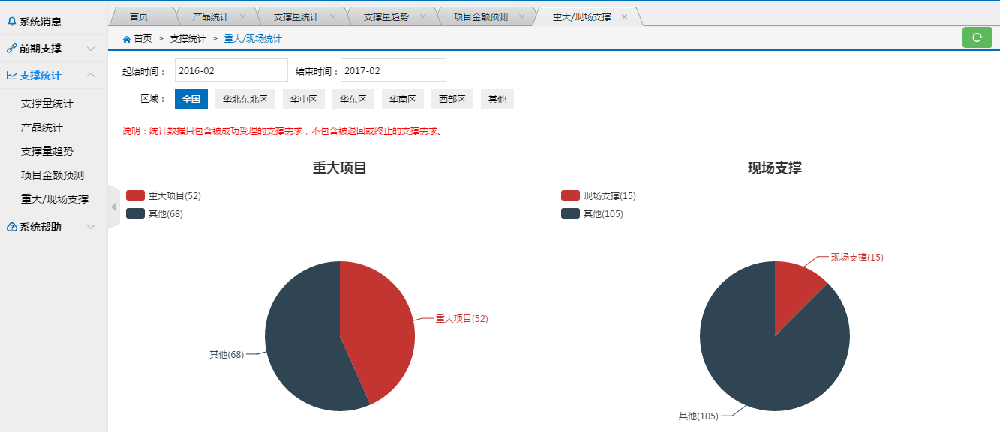 首页
产品统计
支撑量统计
支撑量趋势
项目金额预测
重大/现场支撑
系统消息
前期支撑
支撑统计
支撑量统计
产品统计
支撑量趋势
项目金额预测
重大/现场支撑
系统帮助
首页 > 支撑统计 > 重大/现场统计
起始时间： 2016-02 结束时间： 2017-02
区域： 全国 华北东北区 华中区 华东区 华南区 西部区 其他
说明：统计数据只包含被成功受理的支撑需求，不包含被退回或终止的支撑需求。
重大项目
重大项目(52)
其他(68)
重大项目(52)
其他(68)
现场支撑
现场支撑(15)
其他(105)
现场支撑(15)
其他(105)